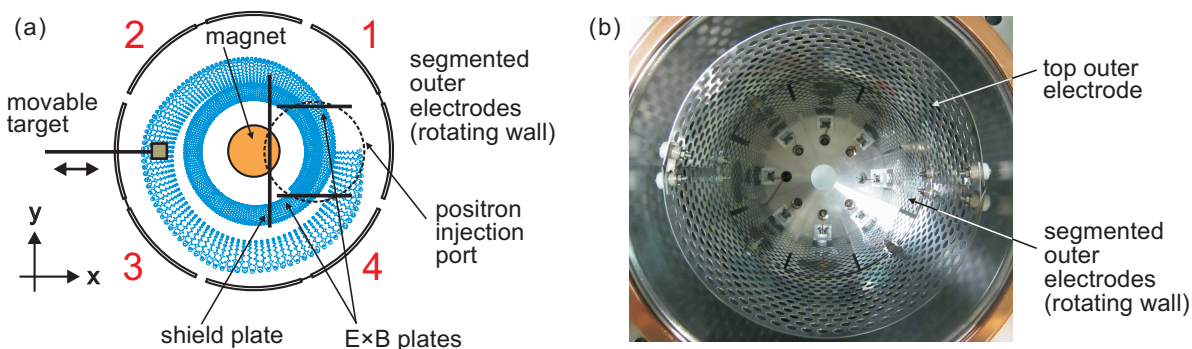 (a)
2
1
magnet
segmented
outer
electrodes
(rotating wall)
movable
target
positron
injection
port
y
x
3
4
shield plate
E×B plates
(b)
top outer
electrode
segmented
outer
electrodes
(rotating wall)